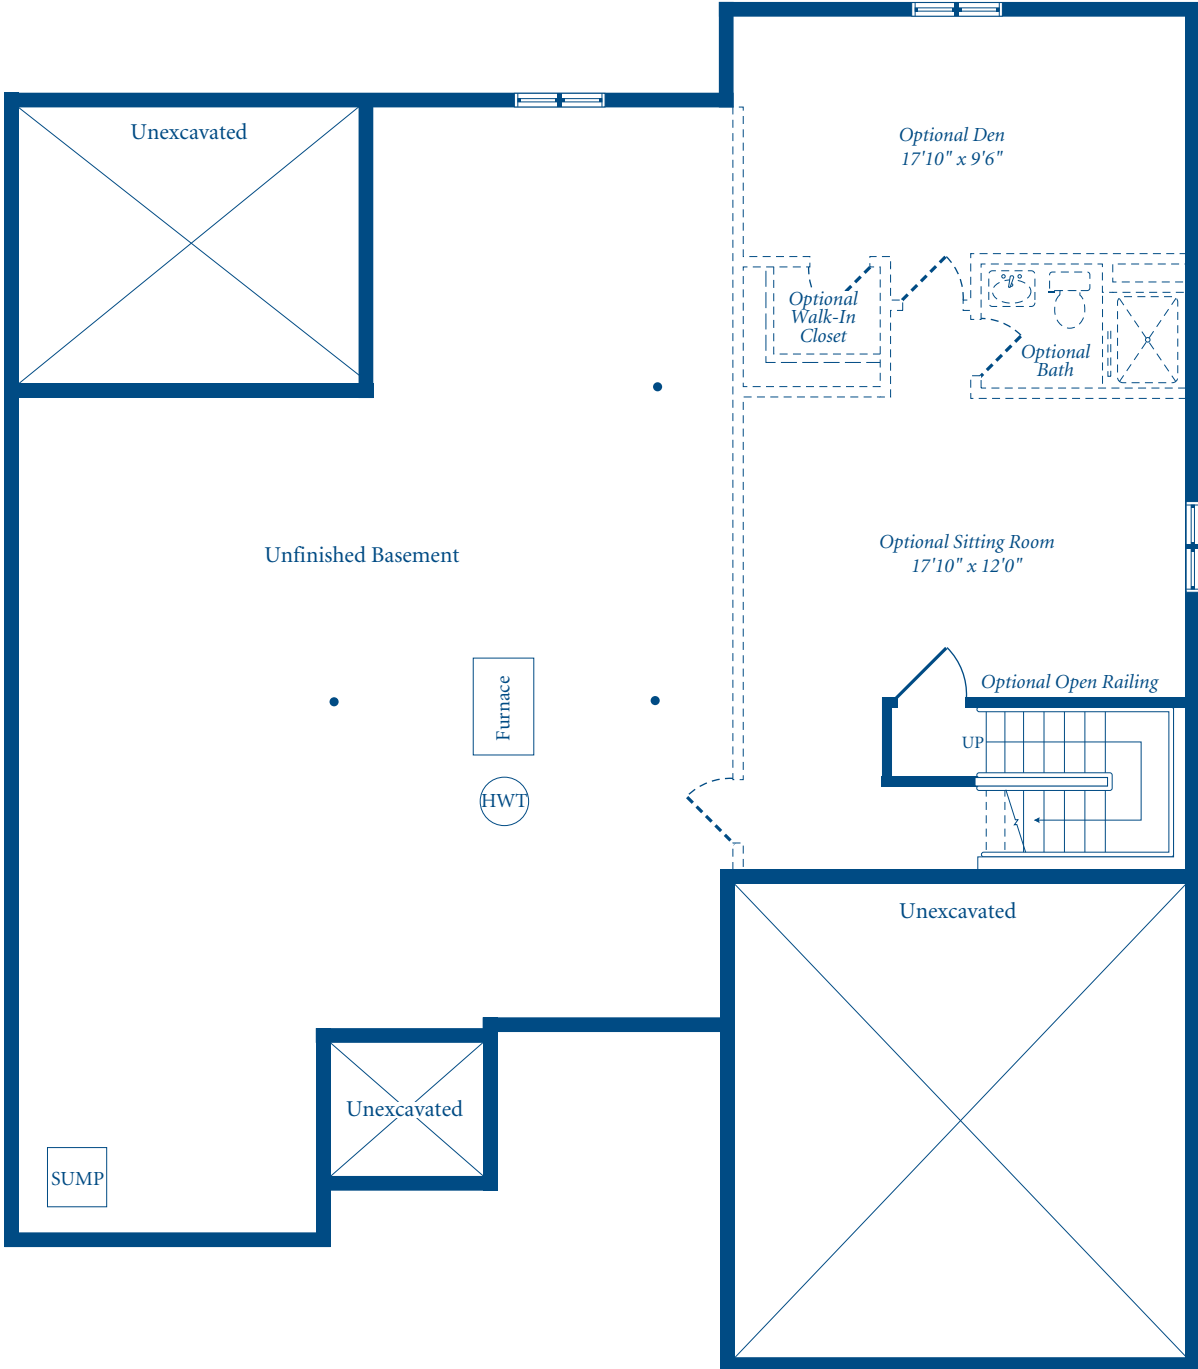 Unexcavated
Optional Den
17'10" x 9'6"
Optional
Walk-In
Closet
Optional
Bath
Unfinished Basement
Optional Sitting Room
17'10" x 12'0"
Furnace
Optional Open Railing
UP
HWT
z
Unexcavated
Unexcavated
SUMP